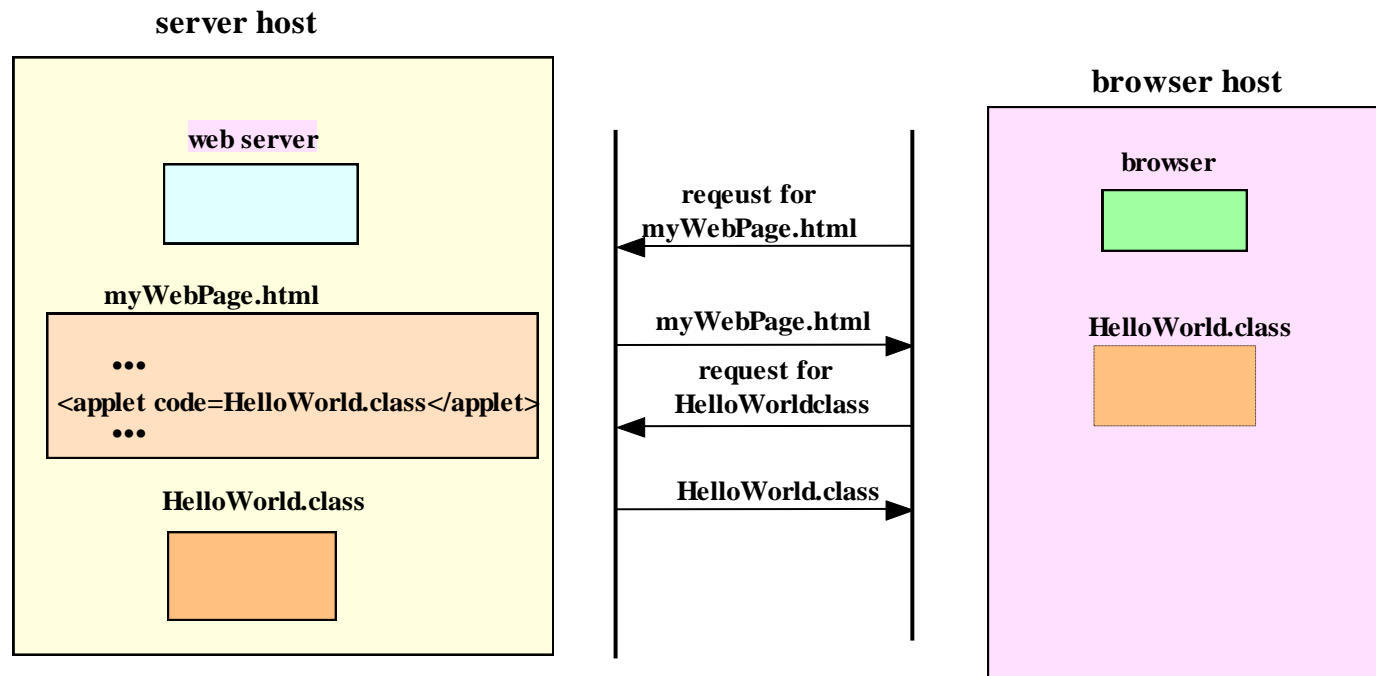 server host
web server
myWebPage.html
•••
<applet code=HelloWorld.class</applet>
•••
HelloWorld.class
reqeust for
myWebPage.html
myWebPage.html
request for
HelloWorldclass
HelloWorld.class
browser host
browser
HelloWorld.class